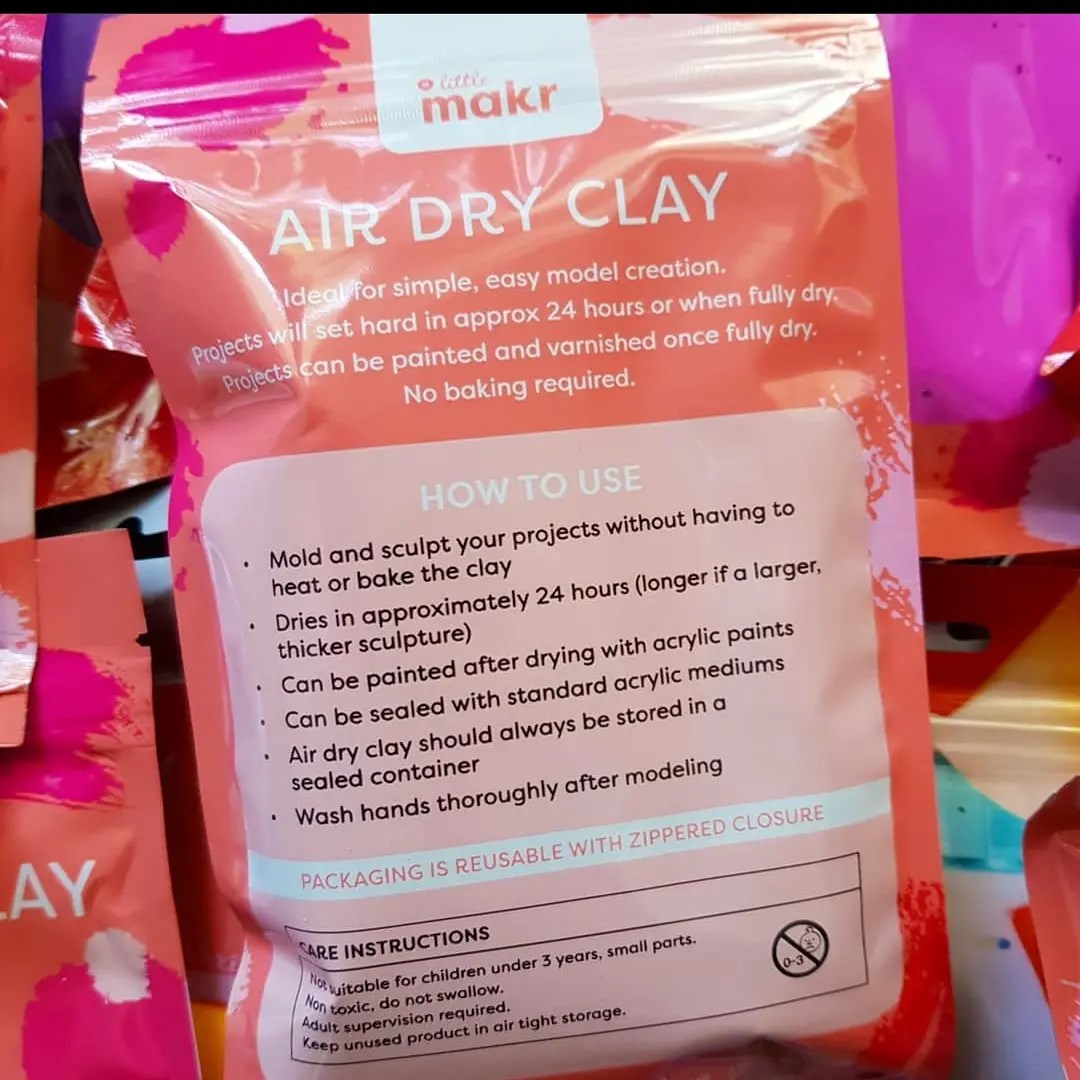 little
makr
AIR DRY CLAY
Ideal for simple, easy model creation.
Projects will set hard in approx 24 hours or when fully dry.
Projects can be painted and varnished once fully dry.
No baking required.
HOW TO USE
• Mold and sculpt your projects without having to
heat or bake the clay
• Dries in approximately 24 hours (longer if a larger,
thicker sculpture)
• Can be painted after drying with acrylic paints
• Can be sealed with standard acrylic mediums
• Air dry clay should always be stored in a
sealed container
• Wash hands thoroughly after modeling
PACKAGING IS REUSABLE WITH ZIPPERED CLOSURE
CARE INSTRUCTIONS
Not suitable for children under 3 years, small parts.
Non toxic, do not swallow.
Adult supervision required.
Keep unused product in air tight storage.
0-3
LAY